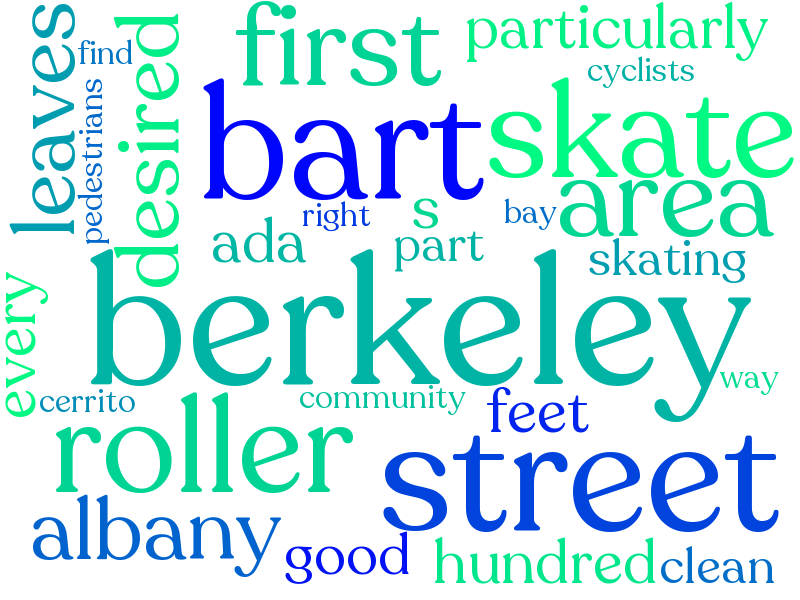 leaves
find
pedestrians
desired
first
particularly
cyclists
bart
skate
area
right
s
bay
ada
part
skating
every
berkeley
way
cerrito
community
feet
roller
street
albany
good
hundred
clean